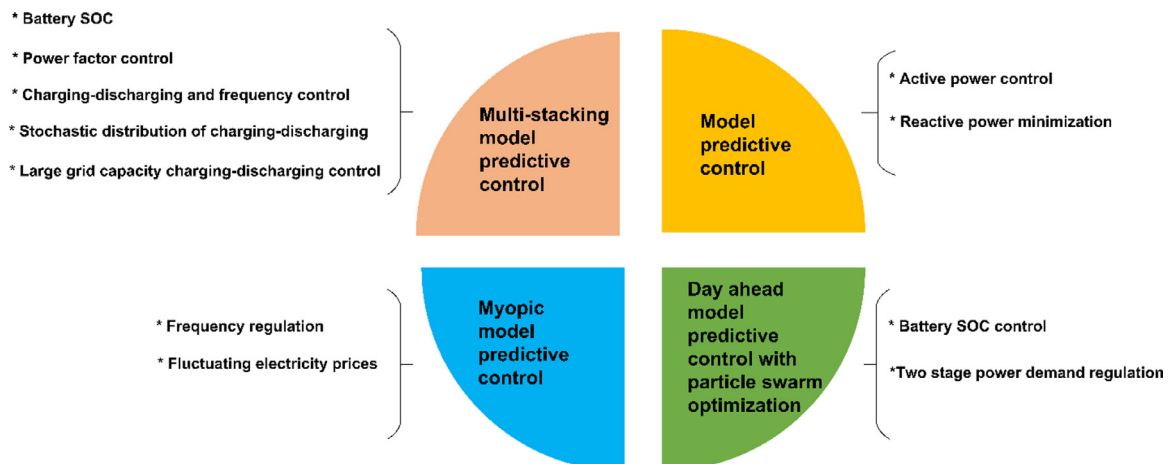 * Battery SOC
* Power factor control
* Charging-discharging and frequency control
* Stochastic distribution of charging-discharging
* Large grid capacity charging-discharging control
Multi-stacking
model
predictive
control
Model
predictive
control
* Active power control
* Reactive power minimization
* Frequency regulation
* Fluctuating electricity prices
Myopic
model
predictive
control
Day ahead
model
predictive
control with
particle swarm
optimization
* Battery SOC control
*Two stage power demand regulation